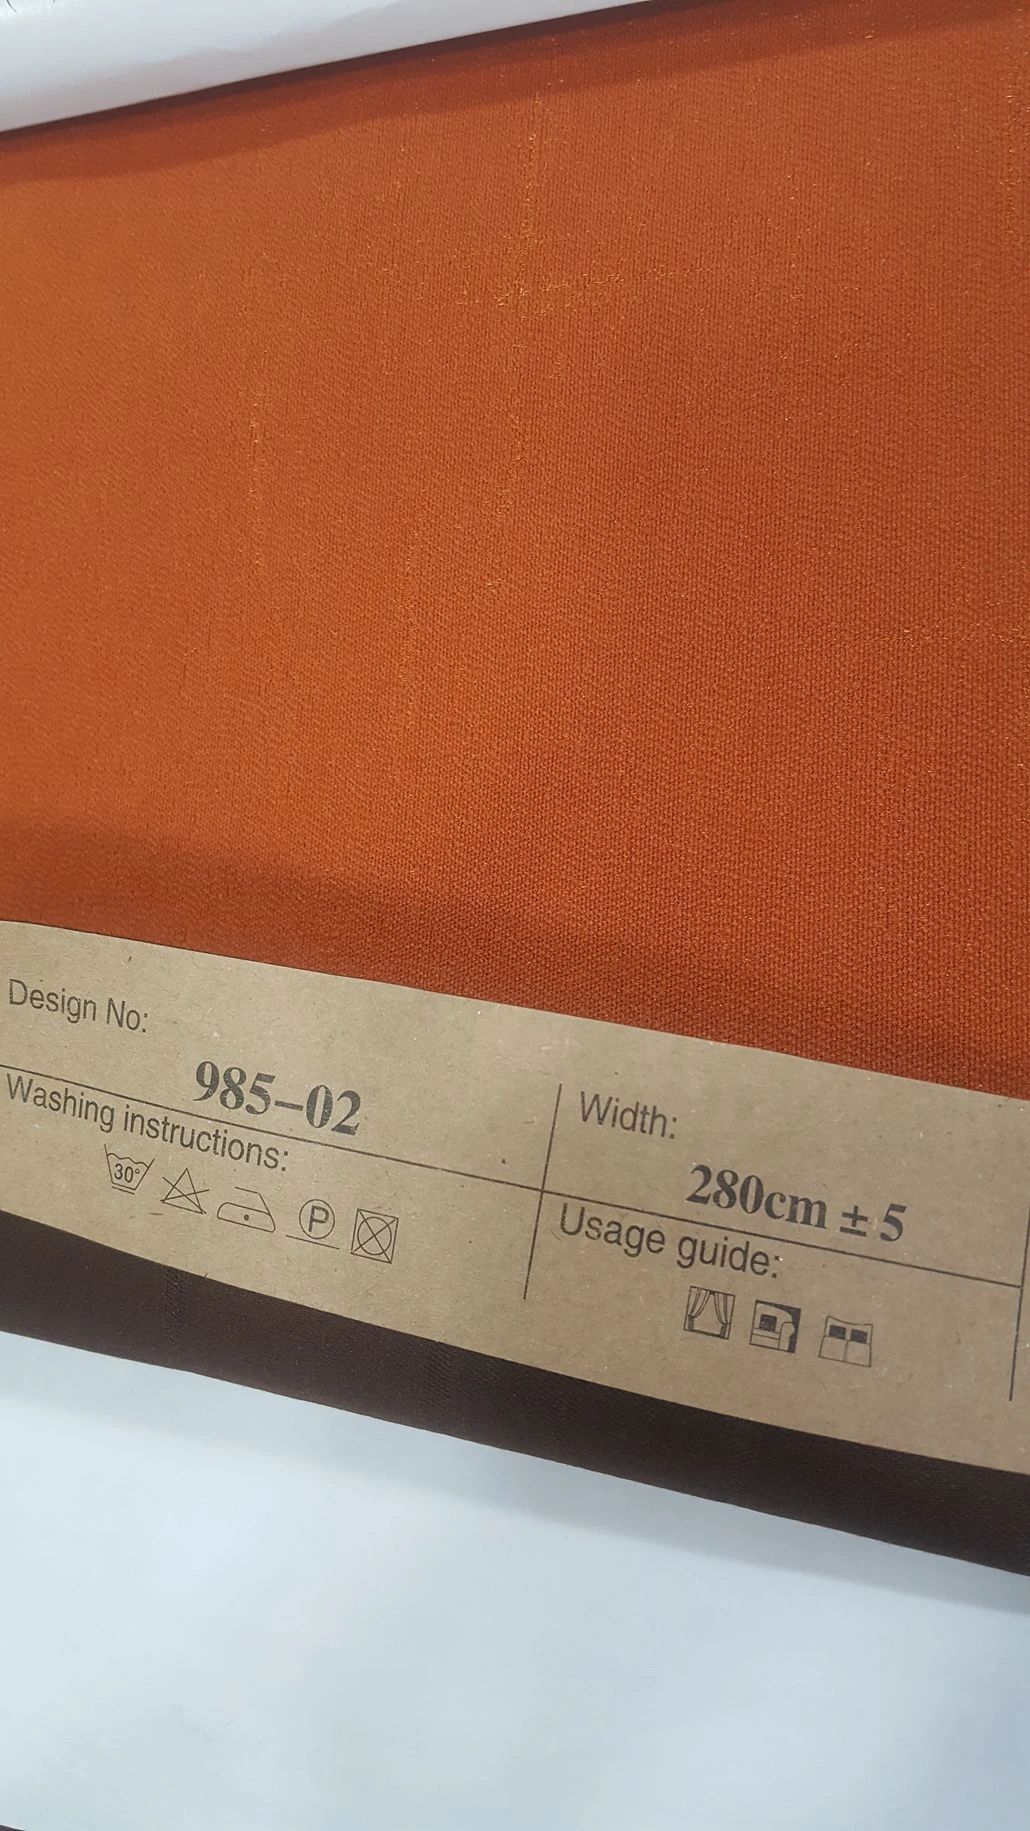 Design No:
985-02
Washing instructions:
30°
P
Width:
280cm ± 5
Usage guide: